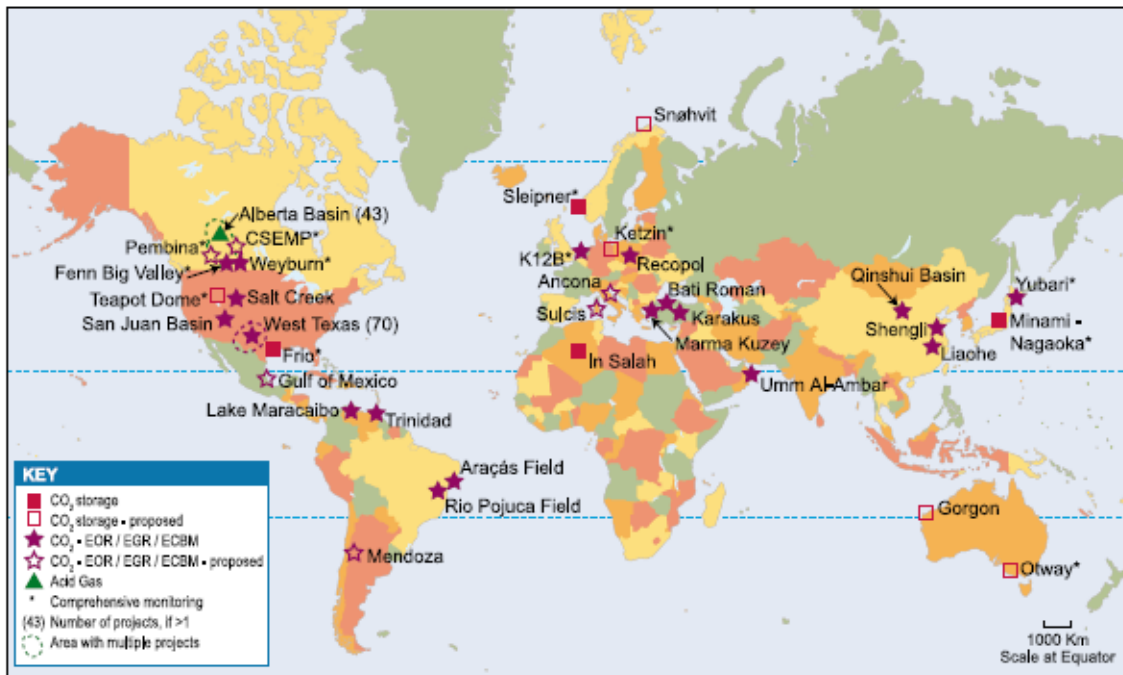 Snøhvit
Sleipner*
Alberta Basin (43)
Ketzin*
CSEMP*
Pembina*
K12B*
Recopol
Fenn Big Valley*
Weyburn*
Ancona
Bati Roman
Qinshui Basin
Yubari*
Teapot Dome*
Salt Creek
Sulcis
Karakus
San Juan Basin
West Texas (70)
Shengli
Minami -
Nagaoka*
Marma Kuzey
Frio*
In Salah
Liaohe
Gulf of Mexico
Umm Al-Ambar
Lake Maracaibo
Trinidad
Araçás Field
Rio Pojuca Field
Gorgon
Mendoza
Otway*
KEY
CO₂ storage
CO₂ storage - proposed
CO₂ - EOR / EGR / ECBM
CO₂ - EOR / EGR / ECBM - proposed
Acid Gas
* Comprehensive monitoring
(43) Number of projects, if >1
Area with multiple projects
1000 Km
Scale at Equator